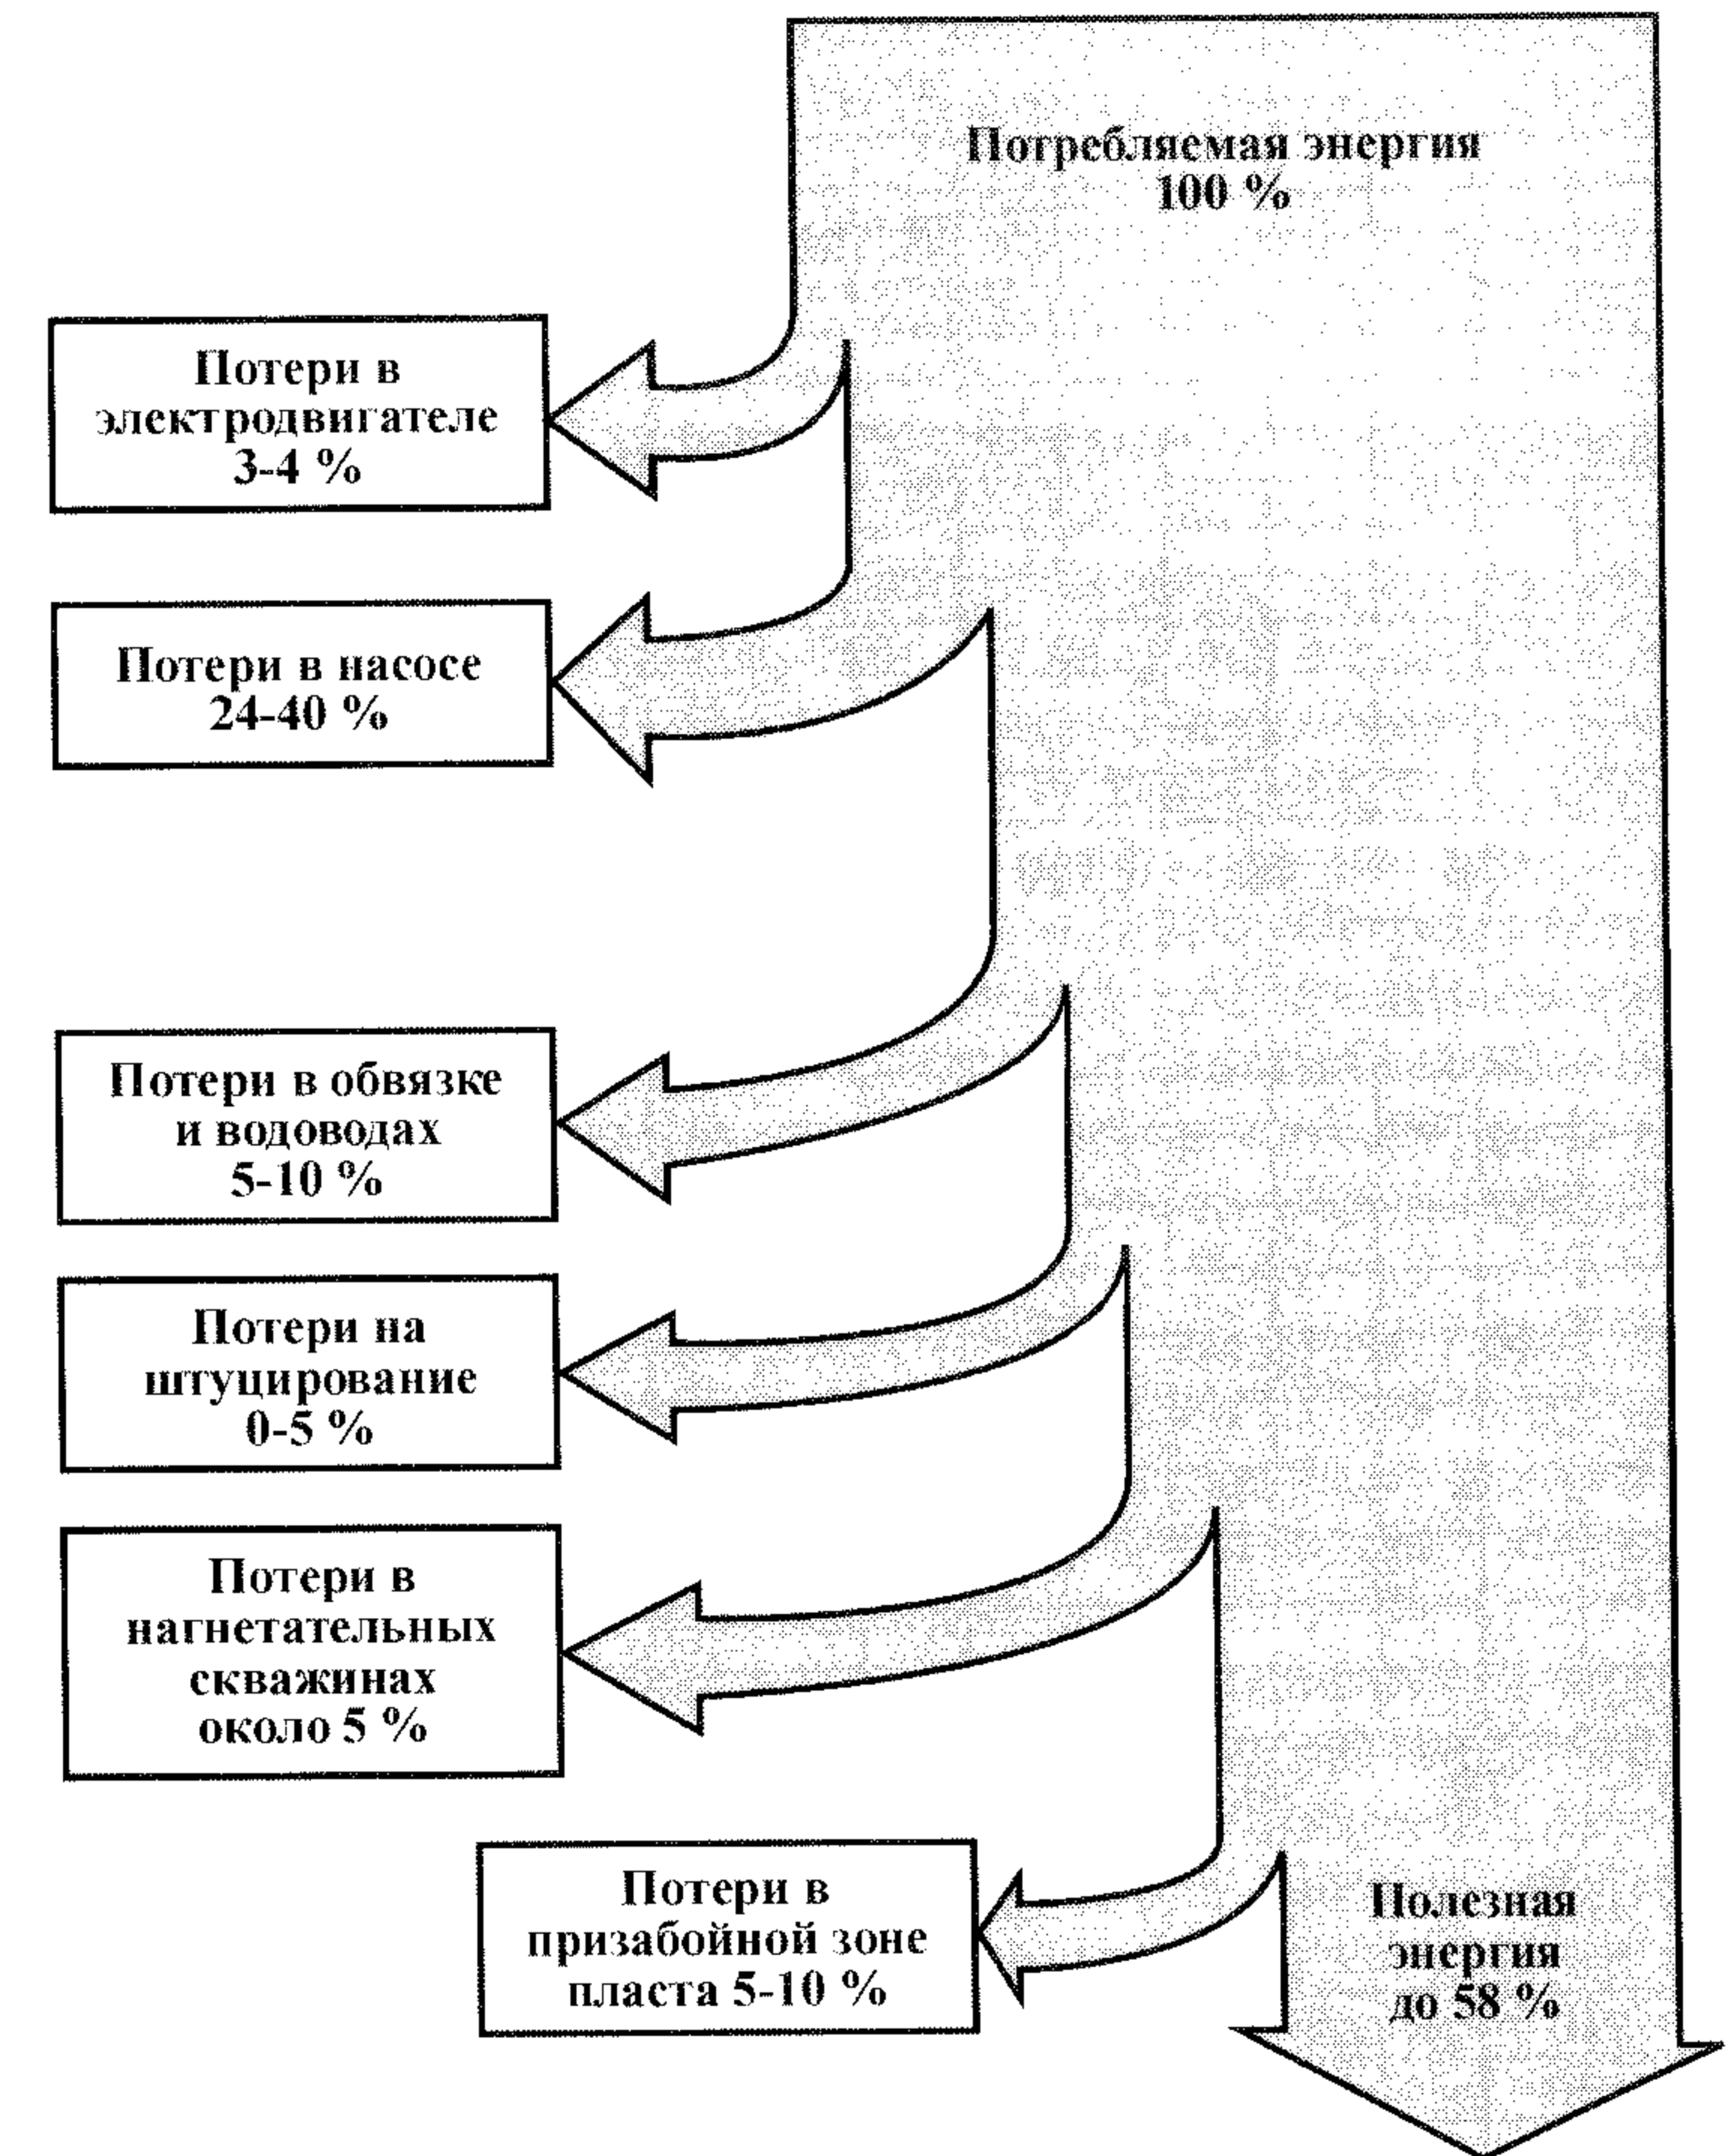 Потребляемая энергия
100 %
Потери в
электродвигателе
3-4 %
Потери в насосе
24-40 %
Потери в обвязке
и водоводах
5-10 %
Потери на
штуцирование
0-5 %
Потери в
нагнетательных
скважинах
около 5 %
Потери в
призабойной зоне
пласта 5-10 %
Полезная
энергия
до 58 %